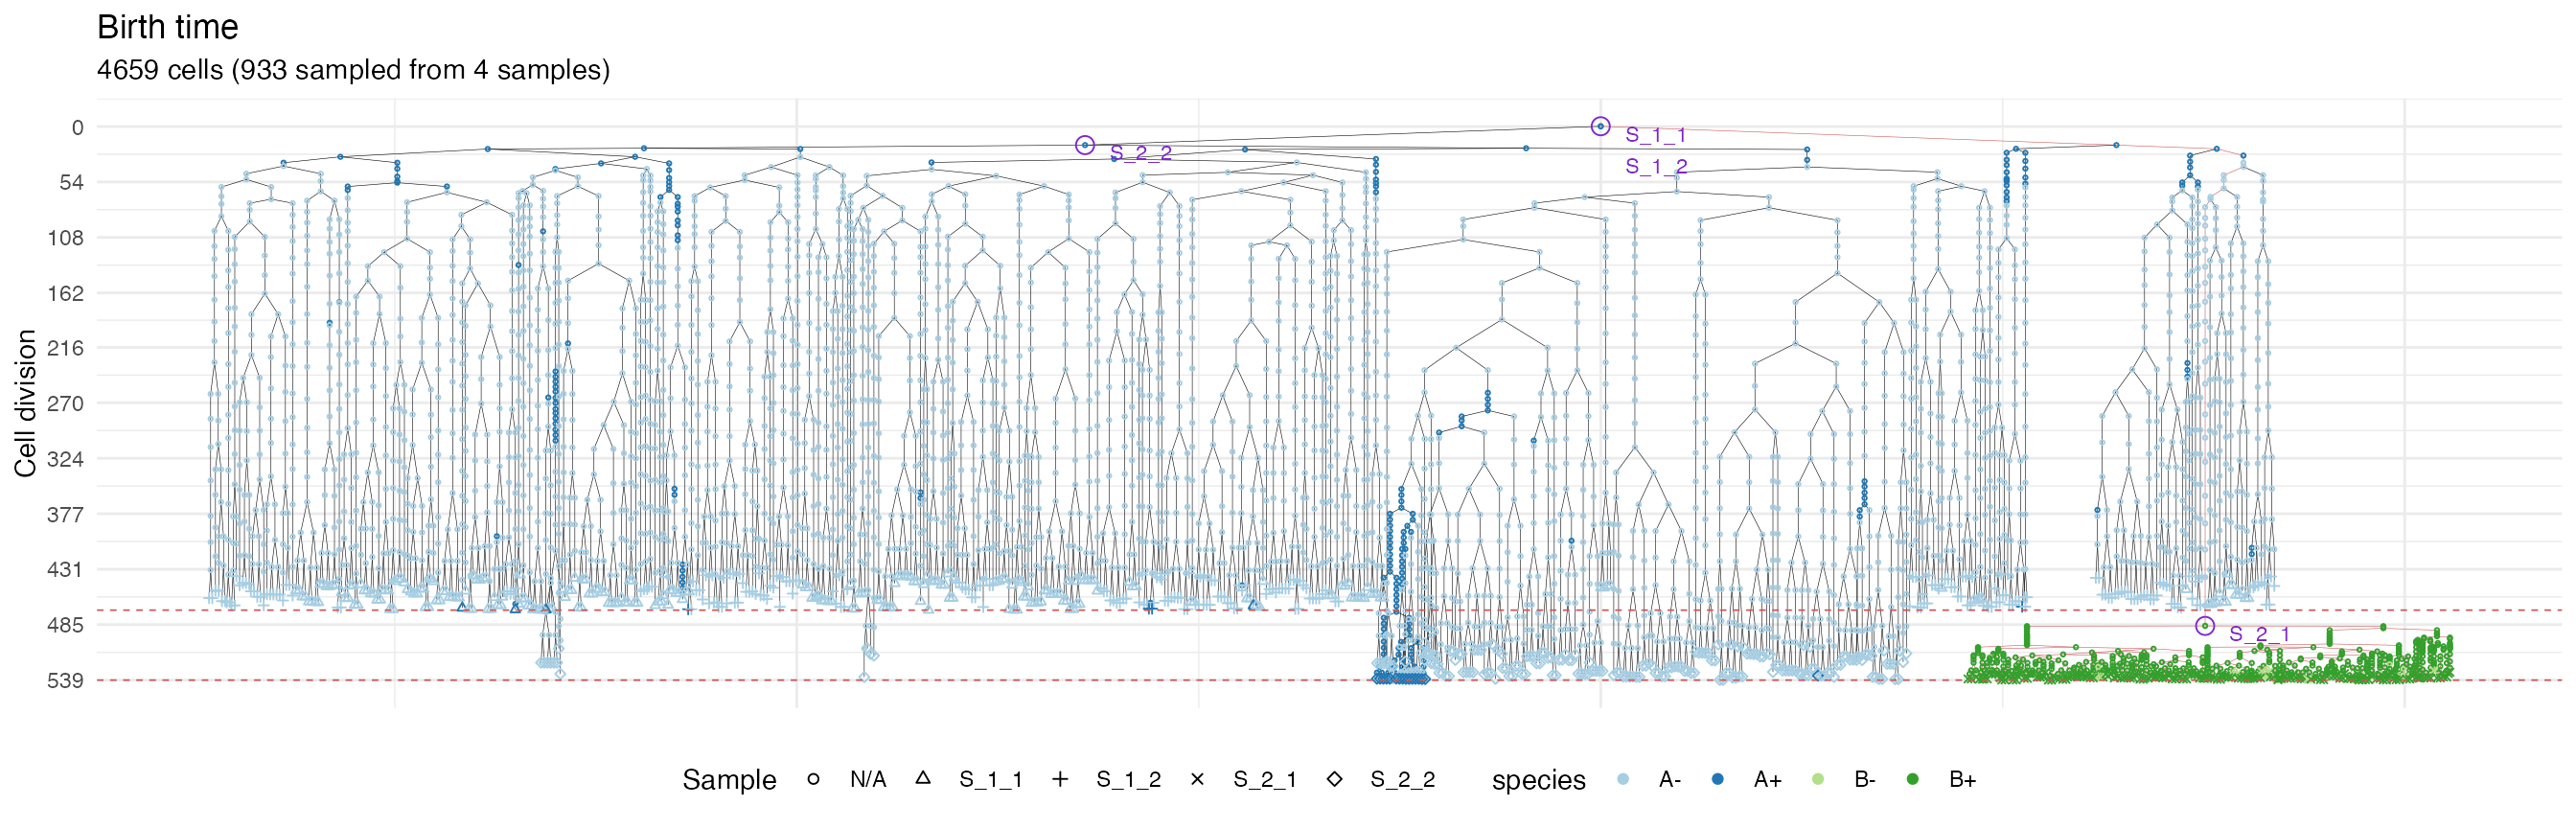 Birth time
4659 cells (933 sampled from 4 samples)
Cell division
0
54
108
162
216
270
324
377
431
485
539
S_1_1
S_2_2
S_1_2
S_2_1
Sample N/A S_1_1 S_1_2 S_2_1 S_2_2 species A- A+ B- B+